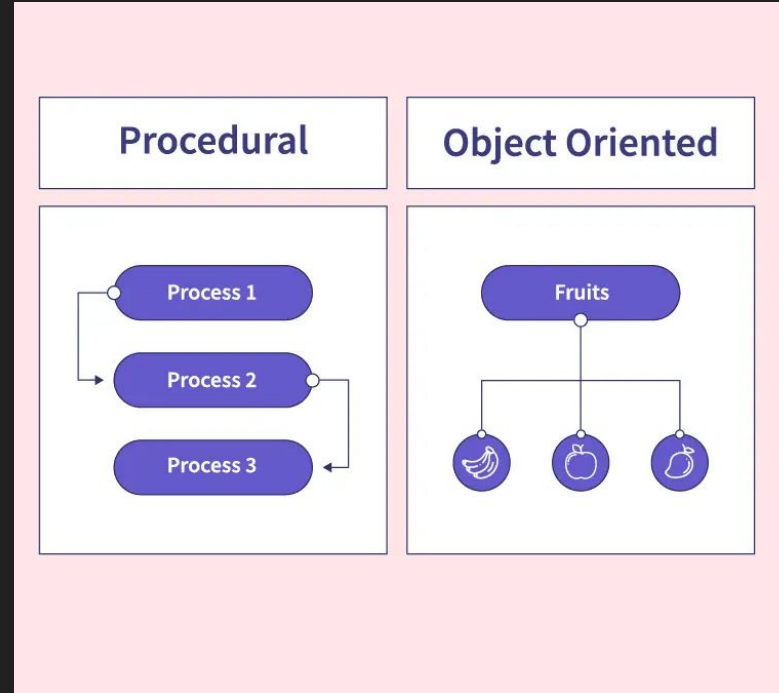 Procedural
Object Oriented
Process 1
Process 2
Process 3
Fruits